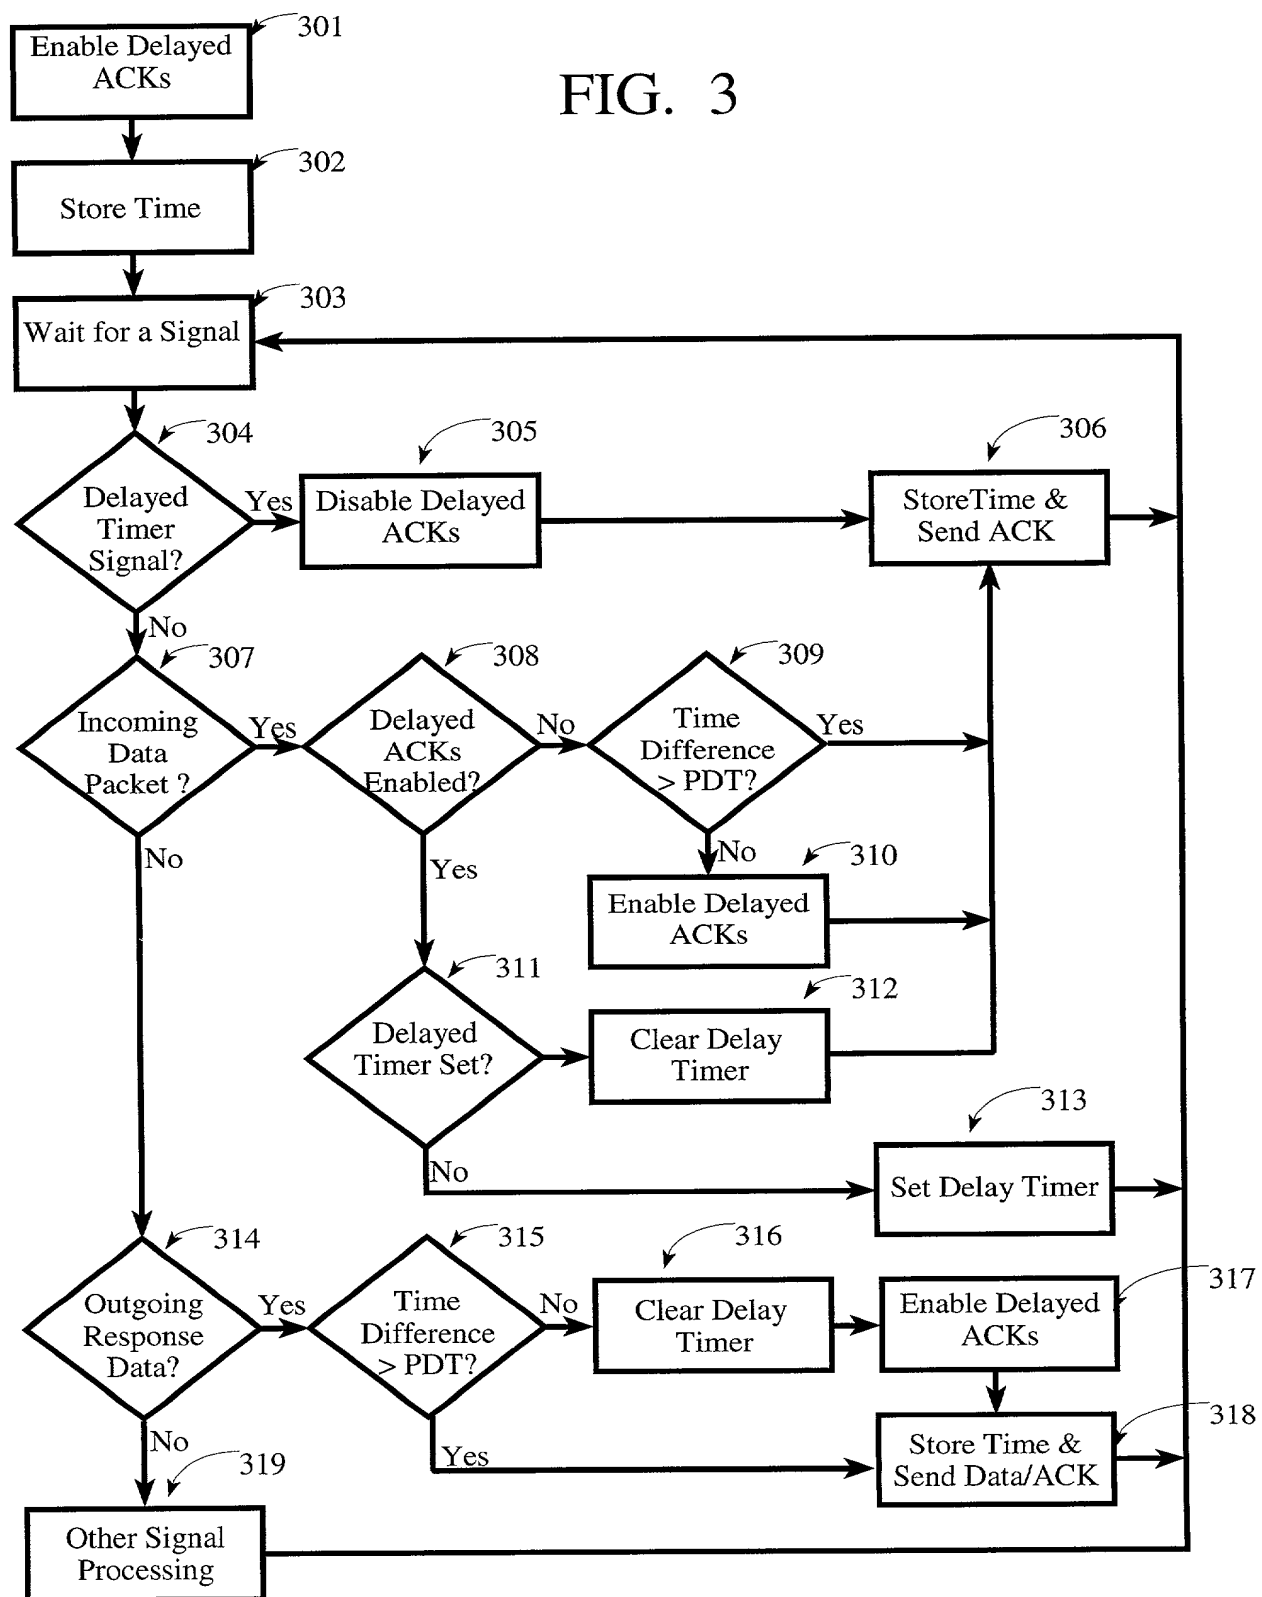 301
Enable Delayed
ACKs
FIG. 3
302
Store Time
303
Wait for a Signal
304
Delayed
Timer
Signal?
Yes
305
Disable Delayed
ACKs
306
StoreTime &
Send ACK
No
307
Incoming
Data
Packet ?
Yes
308
Delayed
ACKs
Enabled?
No
309
Time
Difference
> PDT?
Yes
No
Yes
No
310
Enable Delayed
ACKs
311
Delayed
Timer Set?
312
Clear Delay
Timer
313
No
Set Delay Timer
314
Outgoing
Response
Data?
Yes
315
Time
Difference
> PDT?
No
316
Clear Delay
Timer
317
Enable Delayed
ACKs
No
Yes
318
Store Time &
Send Data/ACK
319
Other Signal
Processing